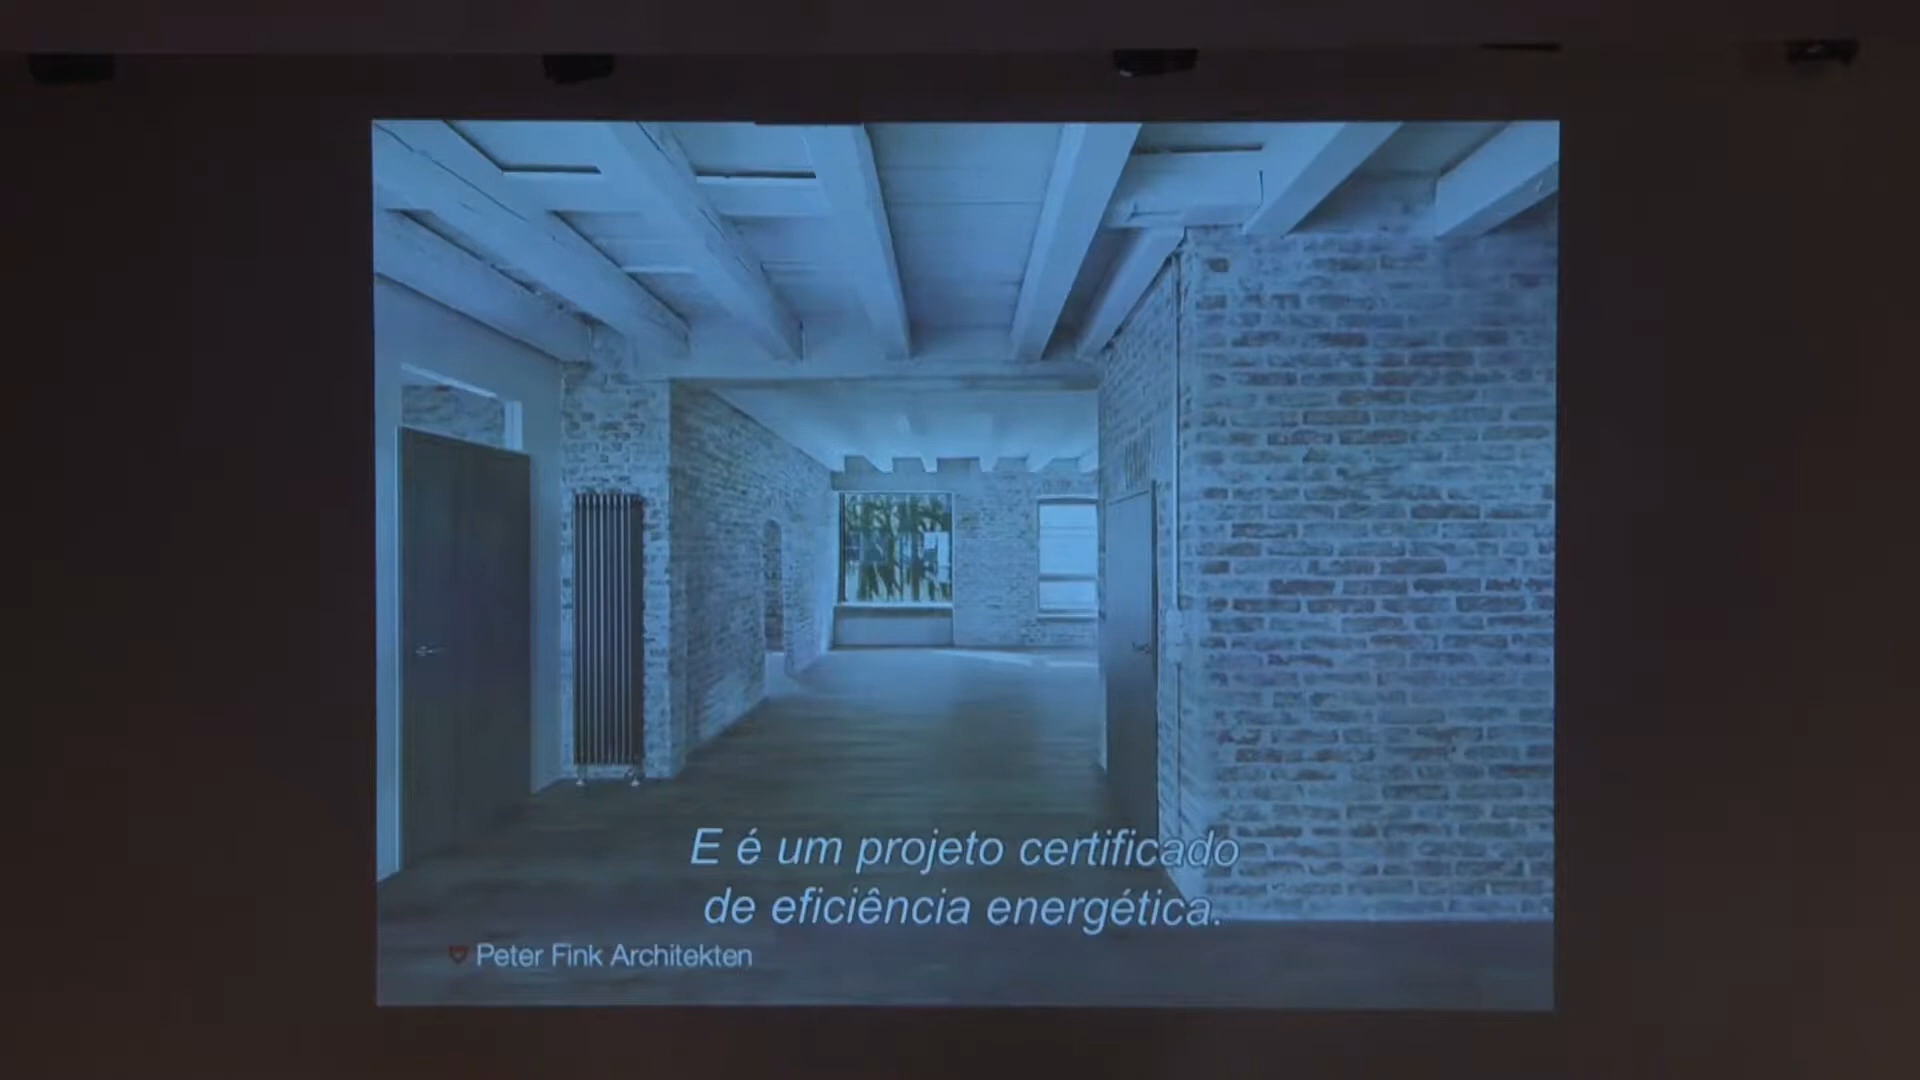 E é um projeto certificado
de eficiência energética.
Peter Fink Architekten